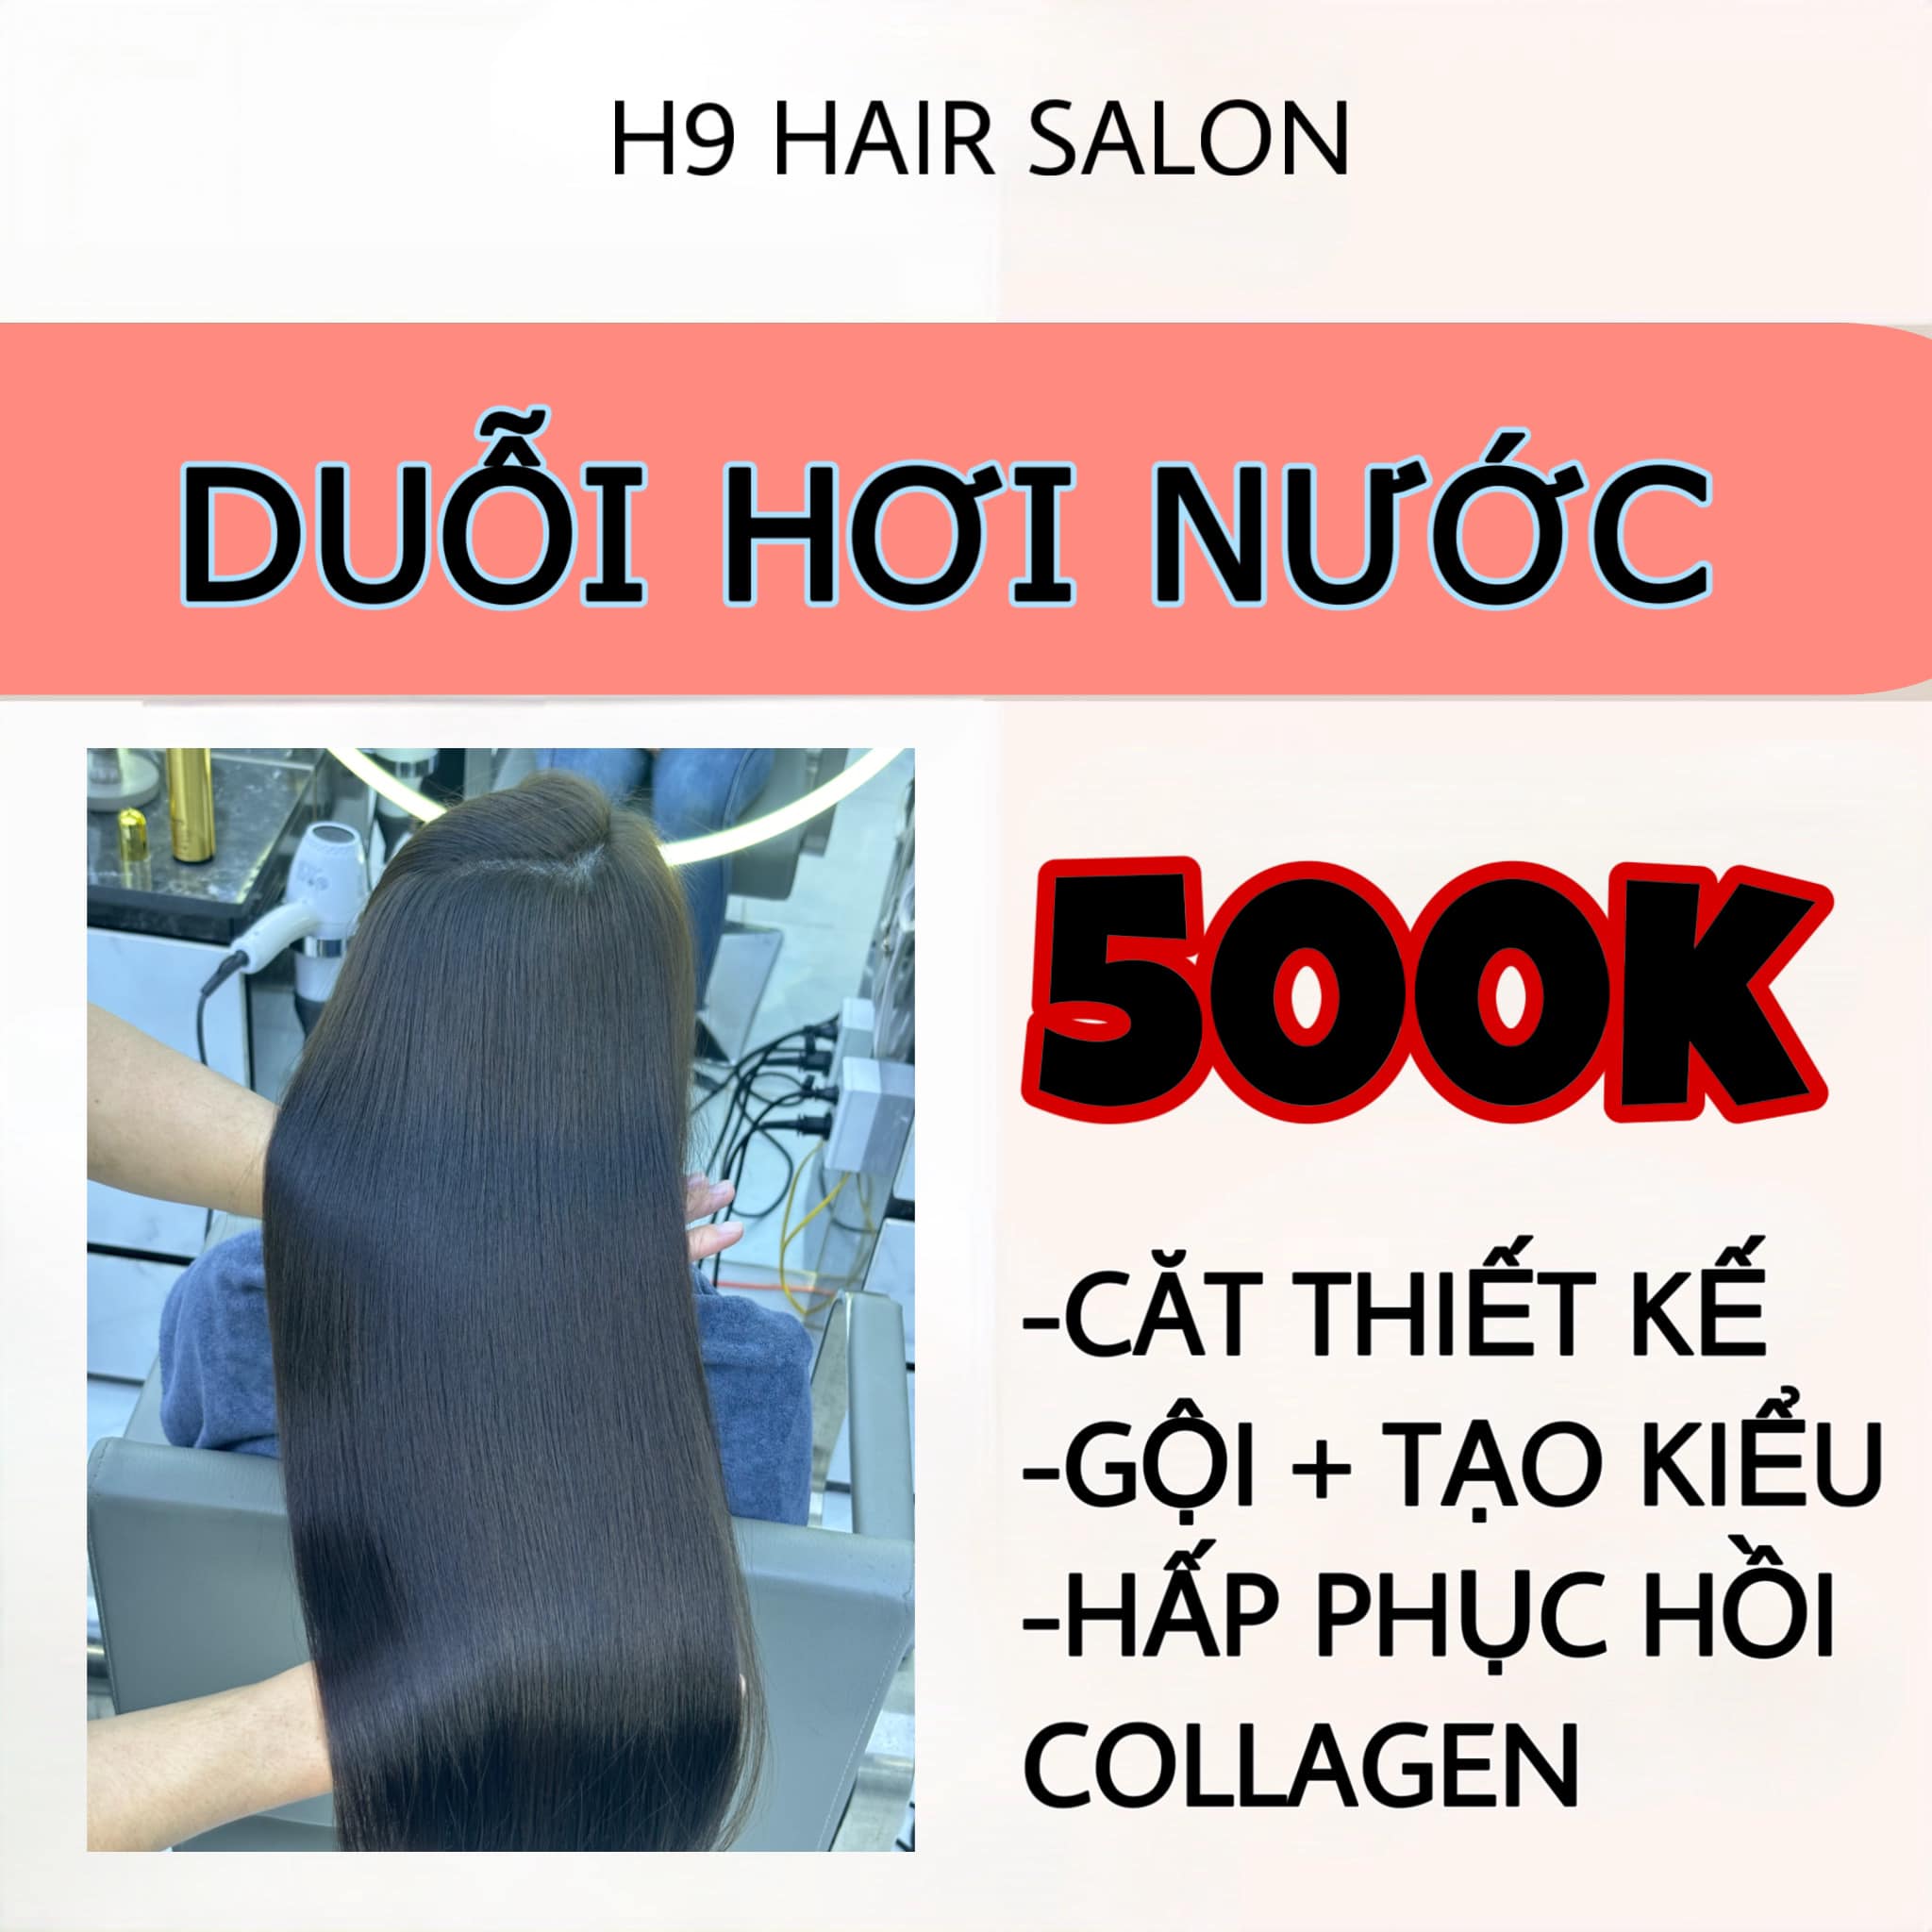 H9 HAIR SALON
DUỖI HƠI NƯỚC
500K
-CĂT THIẾT KẾ
-GỘI + TẠO KIỂU
-HẤP PHỤC HỒI
COLLAGEN